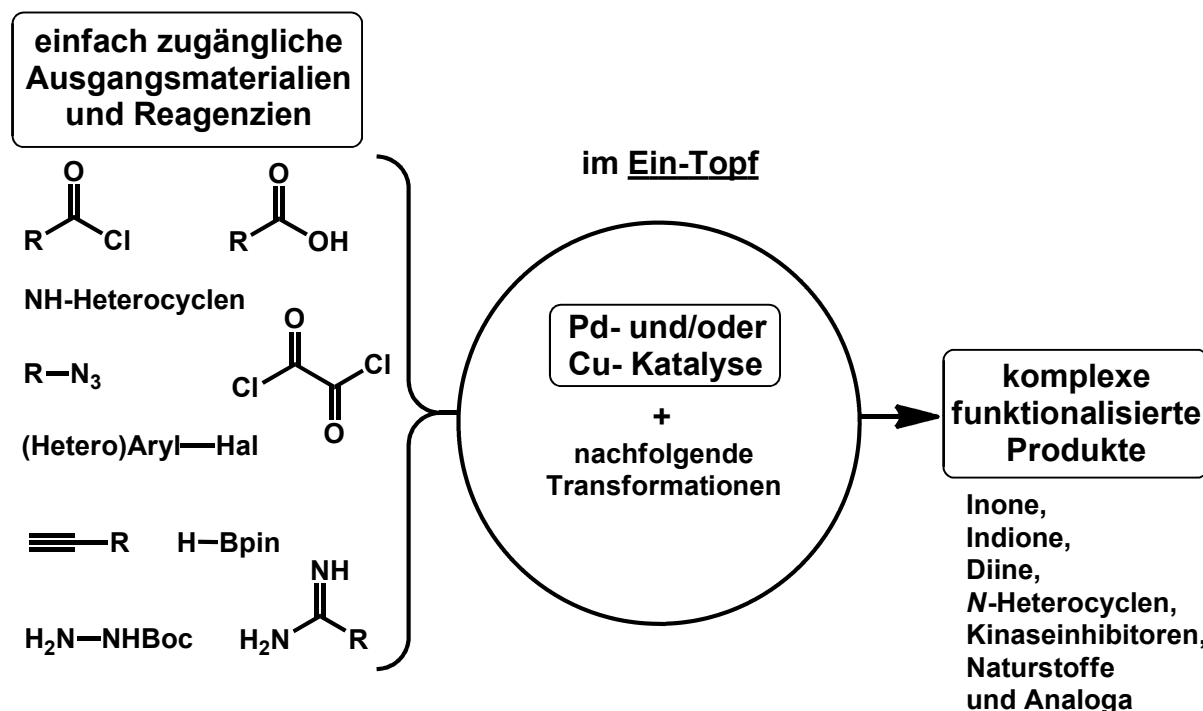 einfach zugängliche
Ausgangsmaterialien
und Reagenzien
O
R
Cl
O
R
OH
NH-Heterocyclen
O
Cl
Cl
O
R—N3
(Hetero)Aryl—Hal
R
H—Bpin
NH
H2N
R
H2N—NHBoc
im Ein-Topf
Pd- und/oder
Cu- Katalyse
+
nachfolgende
Transformationen
komplexe
funktionalisierte
Produkte
Inone,
Indione,
Diine,
N-Heterocyclen,
Kinaseinhibitoren,
Naturstoffe
und Analoga